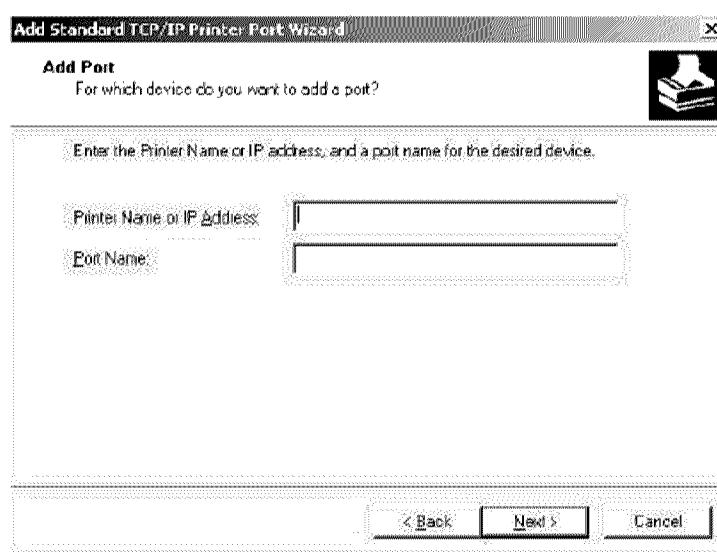 Add Standard TCP/IP Printer Port Wizard
Add Port
For which device do you want to add a port?
Enter the Printer Name or IP address, and a port name for the desired device.
Printer Name or IP Address:
Port Name:
< Back Next > Cancel